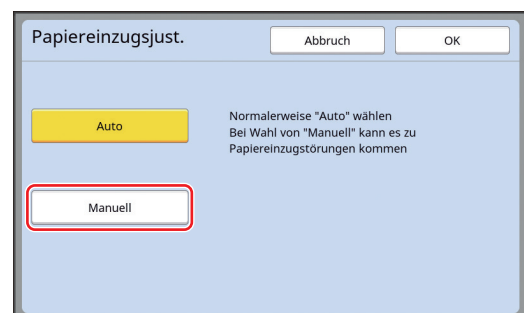 Papiereinzugsjust.
Abbruch
OK
Auto
Normalerweise "Auto" wählen
Bei Wahl von "Manuell" kann es zu
Papiereinzugstörungen kommen
Manuell